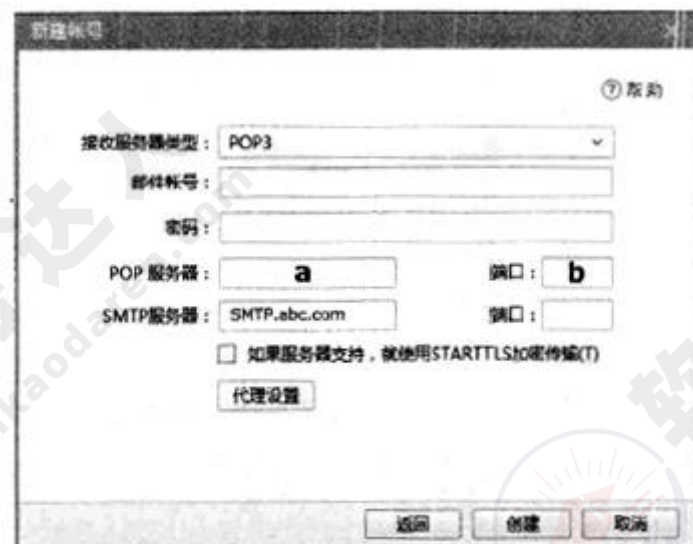 新建帐号
? 帮助
接收服务器类型： POP3
邮件帐号：
密码：
POP 服务器： a 端口： b
SMTP服务器： SMTP.abc.com 端口：
如果服务器支持，就使用STARTTLS加密传输(T)
代理设置
返回 创建 取消